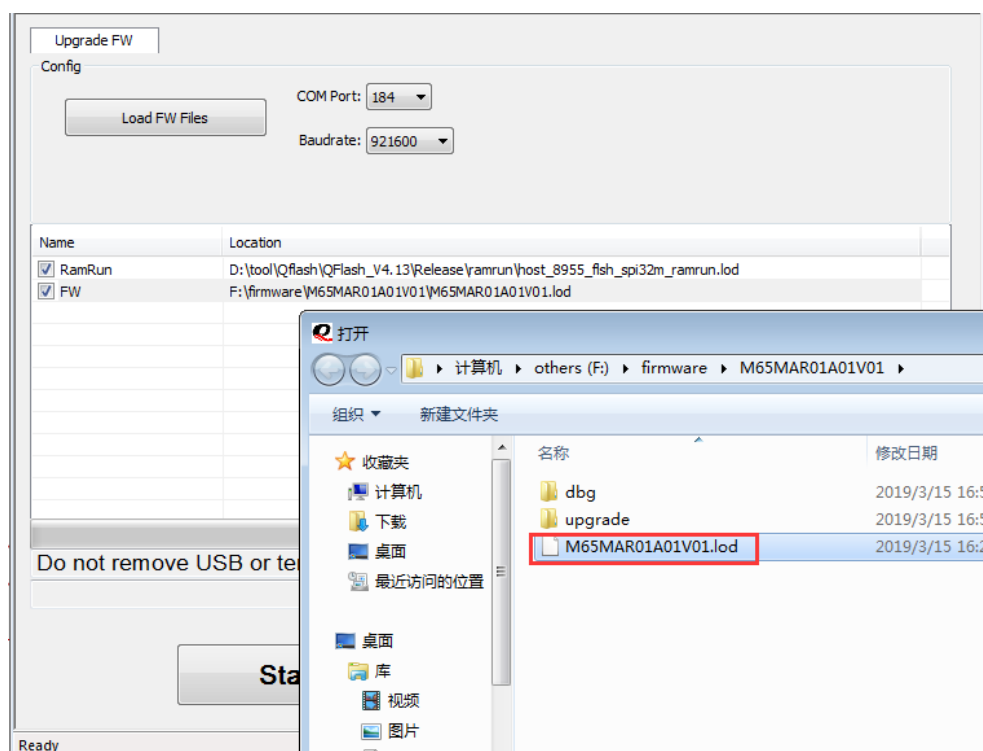 Upgrade FW
Config
Load FW Files
COM Port: 184
Baudrate: 921600
Name Location
RamRun D:\tool\Qflash\QFlash_V4.13\Release\ramrun\host_8955_flsh_spi32m_ramrun.lod
FW F:\firmware\M65MAR01A01V01\M65MAR01A01V01.lod
打开
计算机 others (F:) firmware M65MAR01A01V01
组织 新建文件夹
名称 修改日期
收藏夹
计算机
下载
桌面
最近访问的位置
桌面
库
视频
图片
dbg 2019/3/15 16:5
upgrade 2019/3/15 16:5
M65MAR01A01V01.lod 2019/3/15 16:2
Do not remove USB or te
Sta
Ready